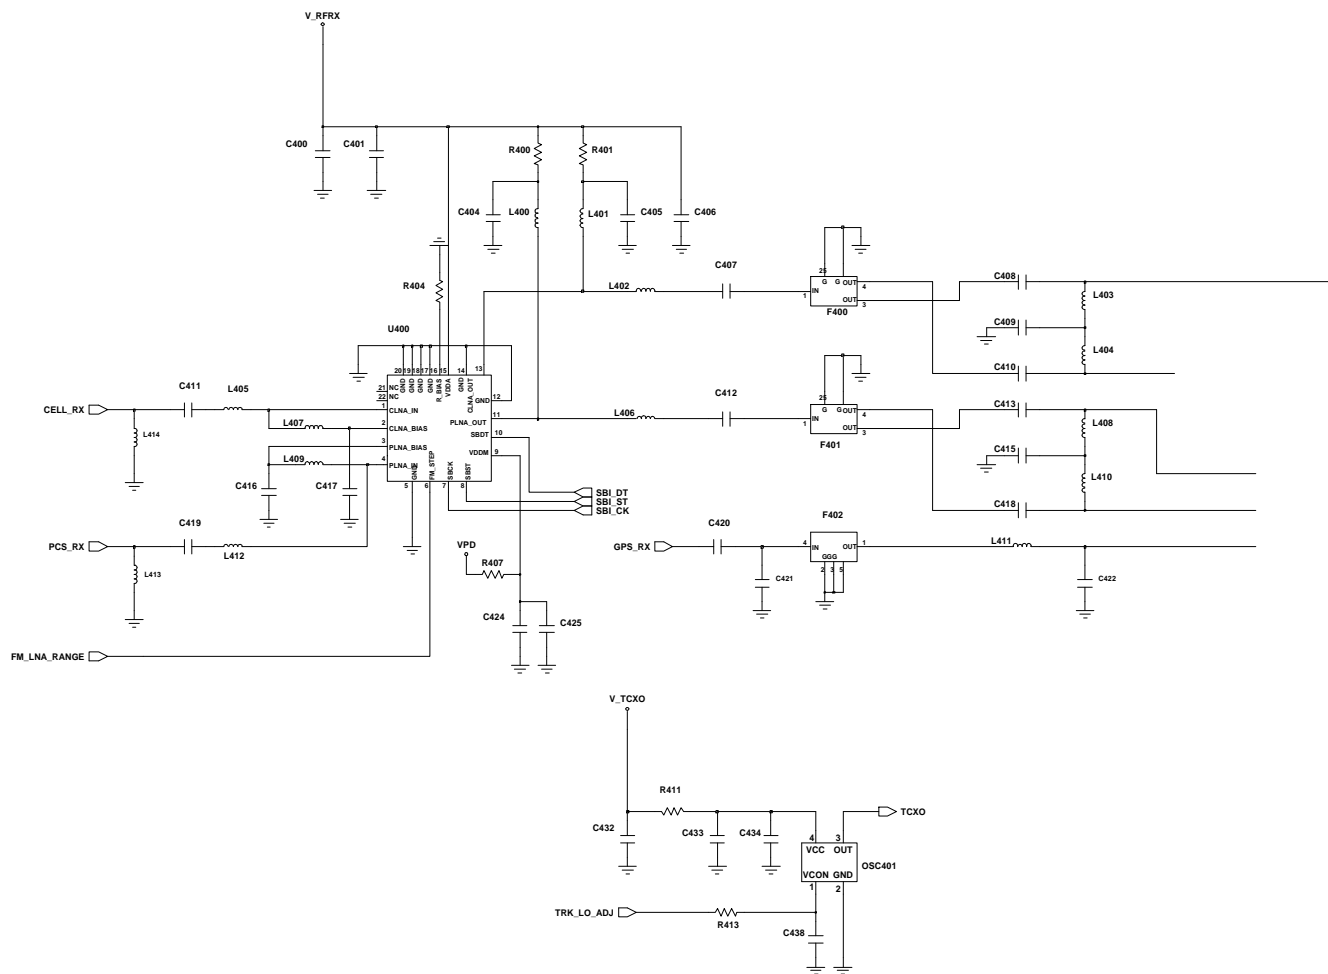 V_RFRX
C400
C401
R400
R401
C404
L400
L401
C405
C406
R404
C407
L402
25
G
G
OUT
4
OUT
3
IN
1
F400
C408
L403
C409
L404
C410
U400
20
19
18
17
16
15
14
13
GND
GND
GND
GND
R_BIAS
VDDA
GND
CLNA_OUT
21
NC
22
NC
1
CLNA_IN
2
CLNA_BIAS
3
PLNA_BIAS
4
PLNA_IN
GND
12
PLNA_OUT
11
SBDT
10
VDDM
9
GND
FM_STEP
SBCK
SBST
5
6
7
8
CELL_RX
C411
L405
L414
L407
L409
C416
C417
C412
L406
25
G
G
OUT
4
OUT
3
IN
1
F401
C413
L408
C415
L410
C418
SBI_DT
SBI_ST
SBI_CK
PCS_RX
C419
L412
L413
VPD
R407
C424
C425
FM_LNA_RANGE
GPS_RX
C420
C421
F402
4
IN
OUT
1
GGG
2
3
5
L411
C422
V_TCXO
R411
C432
C433
C434
4
3
VCC
OUT
VCON
GND
1
2
OSC401
TCXO
TRK_LO_ADJ
R413
C438